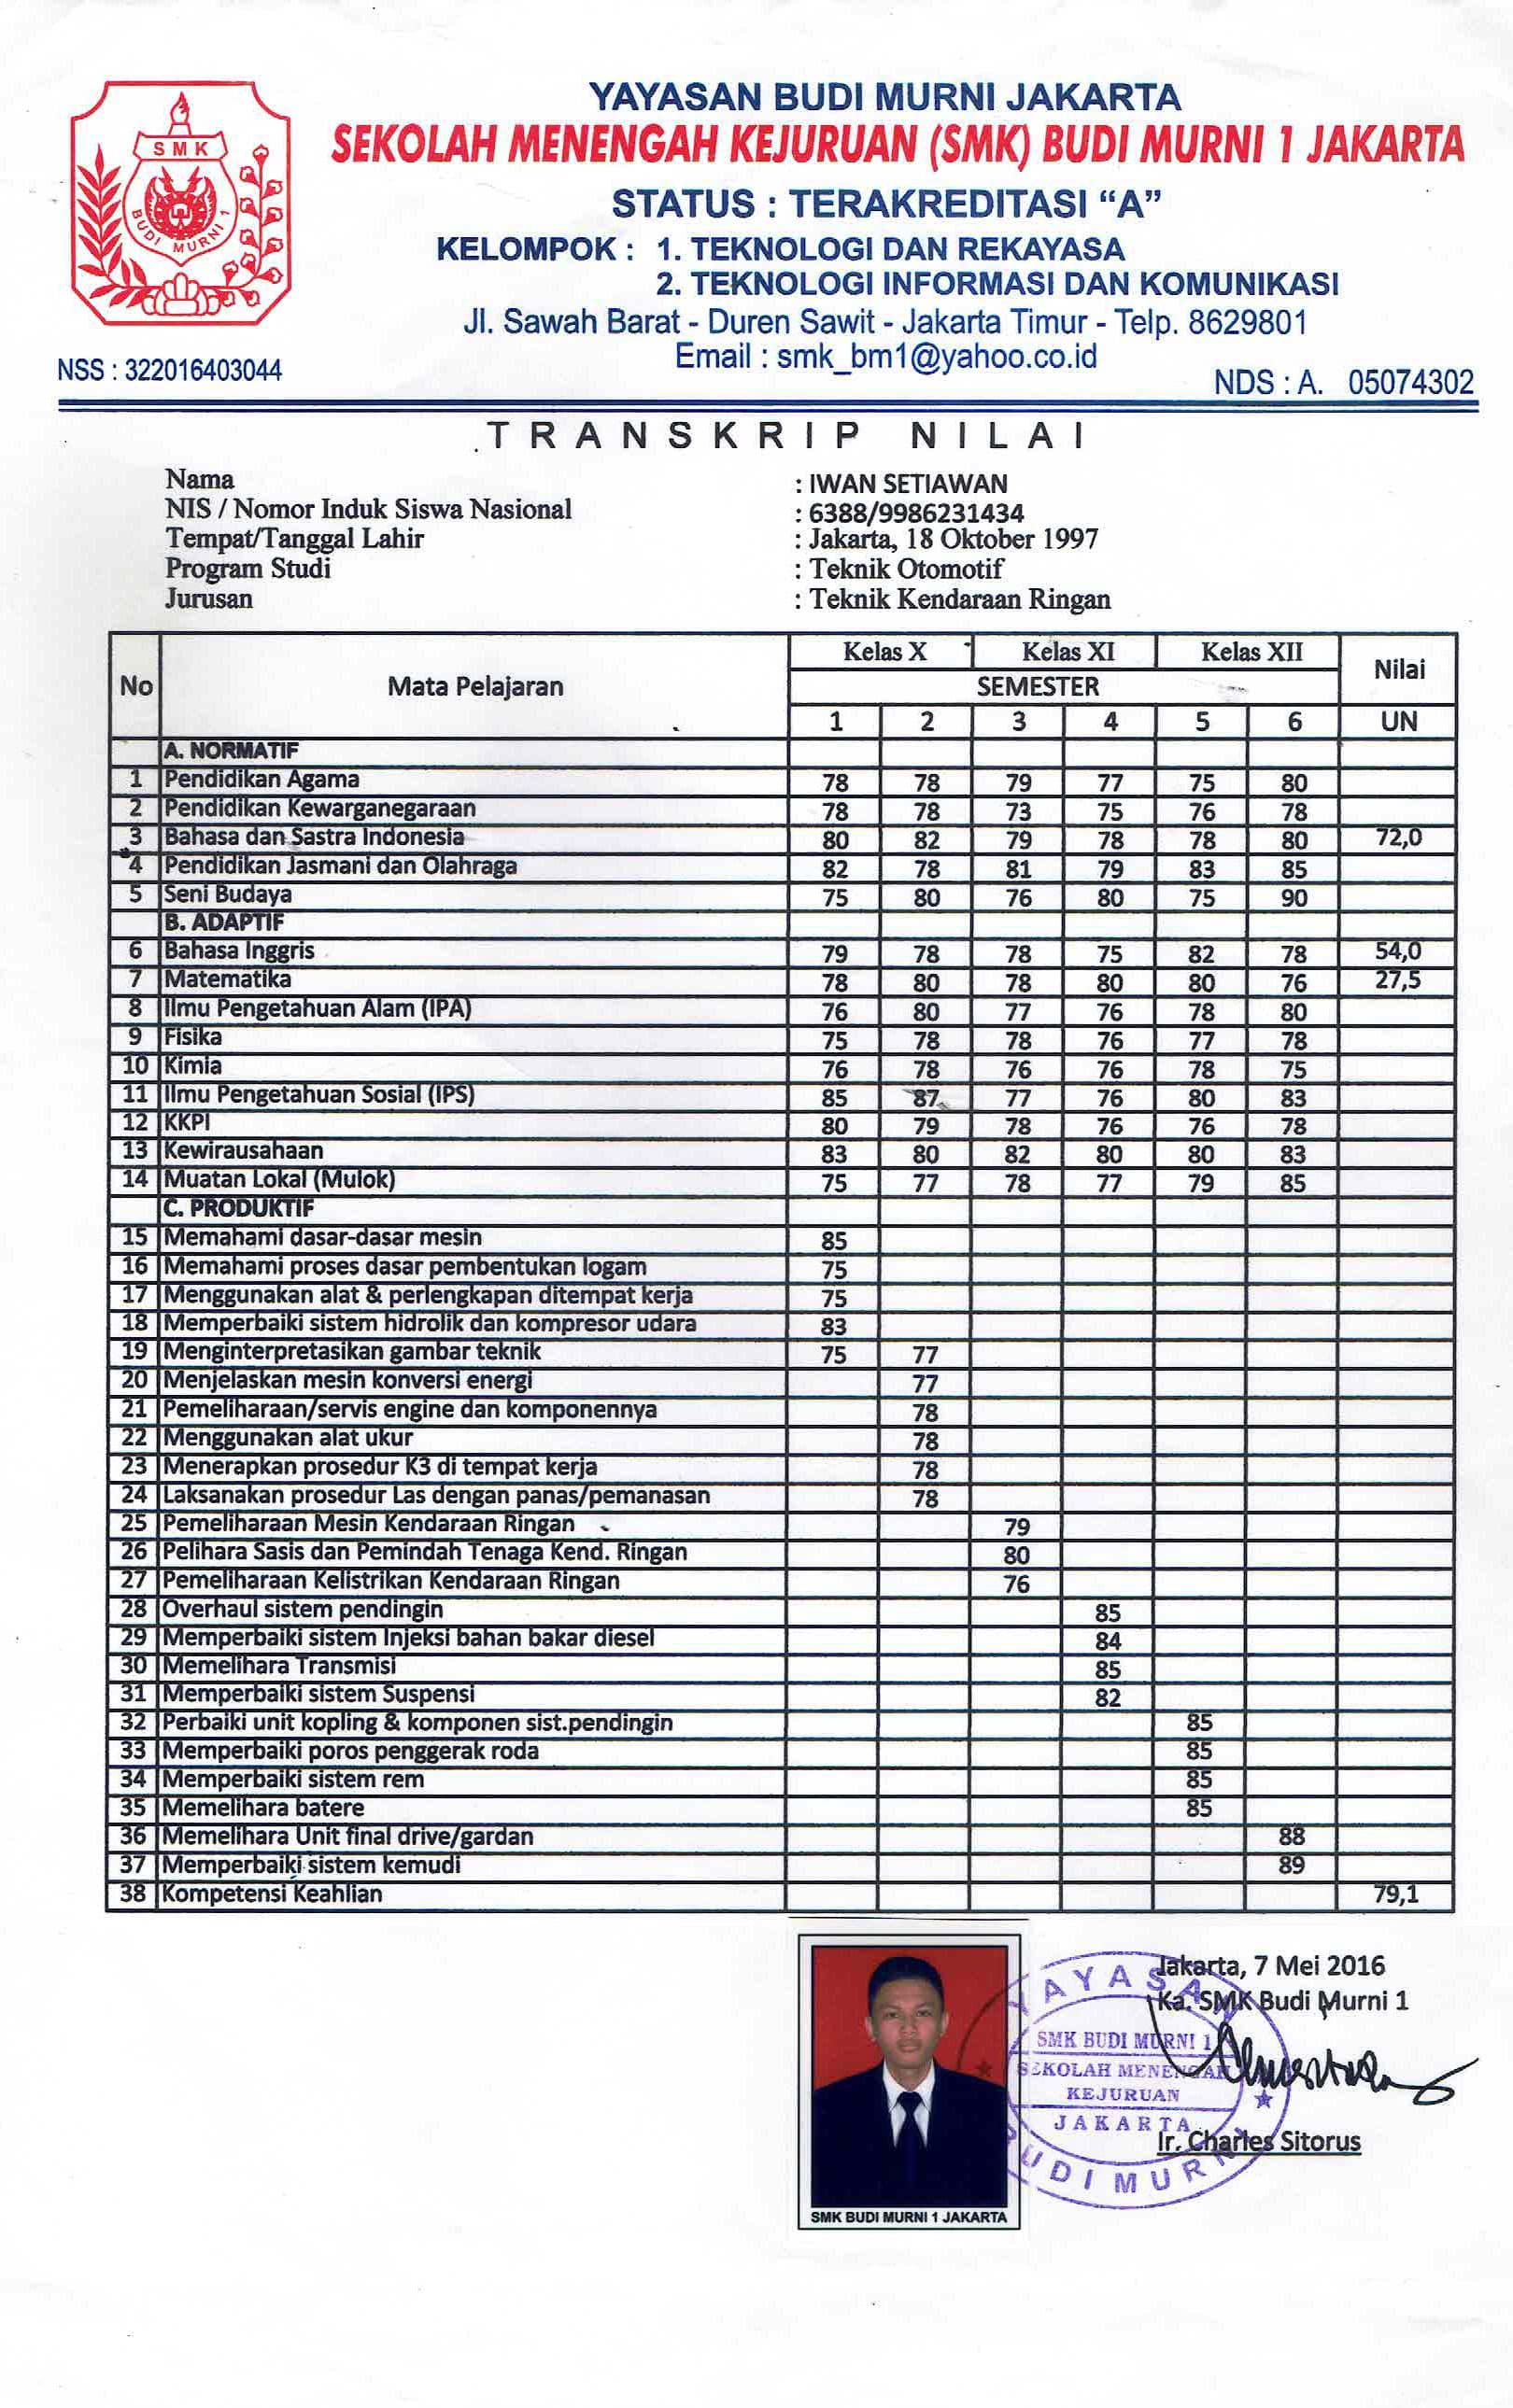 SMK
BUDI MURNI 1
YAYASAN BUDI MURNI JAKARTA
SEKOLAH MENENGAH KEJURUAN (SMK) BUDI MURNI 1 JAKARTA
STATUS : TERAKREDITASI “A”
KELOMPOK : 1. TEKNOLOGI DAN REKAYASA
2. TEKNOLOGI INFORMASI DAN KOMUNIKASI
Jl. Sawah Barat - Duren Sawit - Jakarta Timur - Telp. 8629801
Email : smk_bm1@yahoo.co.id
NSS : 322016403044
NDS : A. 05074302
TRANSKRIP NILAI
Nama : IWAN SETIAWAN
NIS / Nomor Induk Siswa Nasional : 6388/9986231434
Tempat/Tanggal Lahir : Jakarta, 18 Oktober 1997
Program Studi : Teknik Otomotif
Jurusan : Teknik Kendaraan Ringan
No Mata Pelajaran Kelas X Kelas XI Kelas XII Nilai
SEMESTER
1 2 3 4 5 6 UN
A. NORMATIF
1 Pendidikan Agama 78 78 79 77 75 80
2 Pendidikan Kewarganegaraan 78 78 73 75 76 78
3 Bahasa dan Sastra Indonesia 80 82 79 78 78 80 72,0
4 Pendidikan Jasmani dan Olahraga 82 78 81 79 83 85
5 Seni Budaya 75 80 76 80 75 90
B. ADAPTIF
6 Bahasa Inggris 79 78 78 75 82 78 54,0
7 Matematika 78 80 78 80 80 76 27,5
8 Ilmu Pengetahuan Alam (IPA) 76 80 77 76 78 80
9 Fisika 75 78 78 76 77 78
10 Kimia 76 78 76 76 78 75
11 Ilmu Pengetahuan Sosial (IPS) 85 87 77 76 80 83
12 KKPI 80 79 78 76 76 78
13 Kewirausahaan 83 80 82 80 80 83
14 Muatan Lokal (Mulok) 75 77 78 77 79 85
C. PRODUKTIF
15 Memahami dasar-dasar mesin 85
16 Memahami proses dasar pembentukan logam 75
17 Menggunakan alat & perlengkapan ditempat kerja 75
18 Memperbaiki sistem hidrolik dan kompresor udara 83
19 Menginterpretasikan gambar teknik 75 77
20 Menjelaskan mesin konversi energi 77
21 Pemeliharaan/servis engine dan komponennya 78
22 Menggunakan alat ukur 78
23 Menerapkan prosedur K3 di tempat kerja 78
24 Laksanakan prosedur Las dengan panas/pemanasan 78
25 Pemeliharaan Mesin Kendaraan Ringan 79
26 Pelihara Sasis dan Pemindah Tenaga Kend. Ringan 80
27 Pemeliharaan Kelistrikan Kendaraan Ringan 76
28 Overhaul sistem pendingin 85
29 Memperbaiki sistem Injeksi bahan bakar diesel 84
30 Memelihara Transmisi 85
31 Memperbaiki sistem Suspensi 82
32 Perbaiki unit kopling & komponen sist.pendingin 85
33 Memperbaiki poros penggerak roda 85
34 Memperbaiki sistem rem 85
35 Memelihara batere 85
36 Memelihara Unit final drive/gardan 88
37 Memperbaiki sistem kemudi 89
38 Kompetensi Keahlian 79,1
Jakarta, 7 Mei 2016
Ka. SMK Budi Murni 1
YAYASAN
SMK BUDI MURNI 1
SEKOLAH MENENGAH
KEJURUAN
JAKARTA
BUDI MURNI
Ir. Charles Sitorus
SMK BUDI MURNI 1 JAKARTA